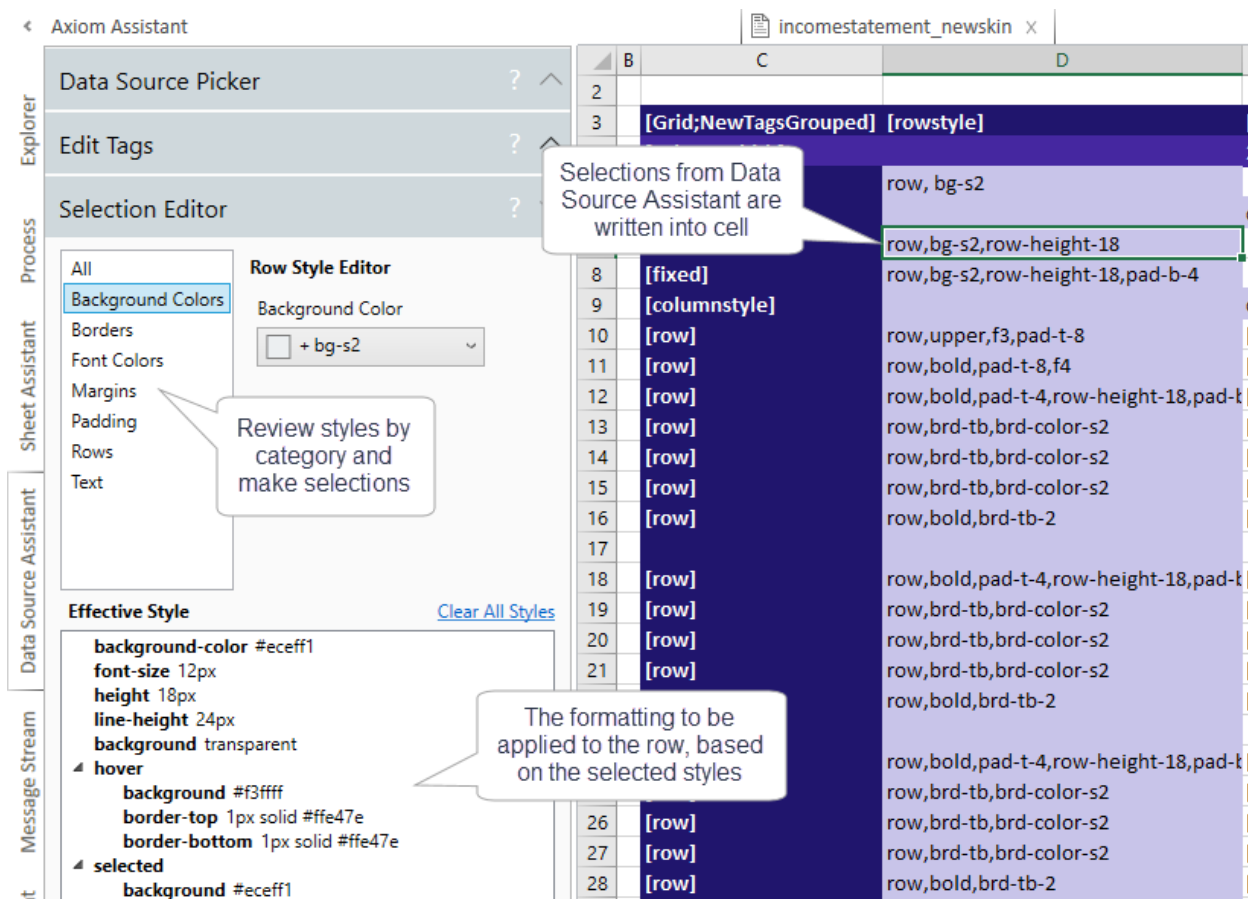 Axiom Assistant
incomestatement_newskin x
Explorer
Process
Sheet Assistant
Data Source Assistant
Message Stream
Data Source Picker ?
Edit Tags ?
Selection Editor ?
All
Background Colors
Borders
Font Colors
Margins
Padding
Rows
Text
Row Style Editor
Background Color
+ bg-s2
Review styles by
category and
make selections
Effective Style Clear All Styles
background-color #eceff1
font-size 12px
height 18px
line-height 24px
background transparent
hover
background #f3ffff
border-top 1px solid #ffe47e
border-bottom 1px solid #ffe47e
selected
background #eceff1
Selections from Data
Source Assistant are
written into cell
The formatting to be
applied to the row, based
on the selected styles
B C D
2
3 [Grid;NewTagsGrouped] [rowstyle]
row, bg-s2
row,bg-s2,row-height-18
8 [fixed] row,bg-s2,row-height-18,pad-b-4
9 [columnstyle]
10 [row] row,upper,f3,pad-t-8
11 [row] row,bold,pad-t-8,f4
12 [row] row,bold,pad-t-4,row-height-18,pad-b
13 [row] row,brd-tb,brd-color-s2
14 [row] row,brd-tb,brd-color-s2
15 [row] row,brd-tb,brd-color-s2
16 [row] row,bold,brd-tb-2
17
18 [row] row,bold,pad-t-4,row-height-18,pad-b
19 [row] row,brd-tb,brd-color-s2
20 [row] row,brd-tb,brd-color-s2
21 [row] row,brd-tb,brd-color-s2
row,bold,brd-tb-2
row,bold,pad-t-4,row-height-18,pad-b
row,brd-tb,brd-color-s2
26 [row] row,brd-tb,brd-color-s2
27 [row] row,brd-tb,brd-color-s2
28 [row] row,bold,brd-tb-2